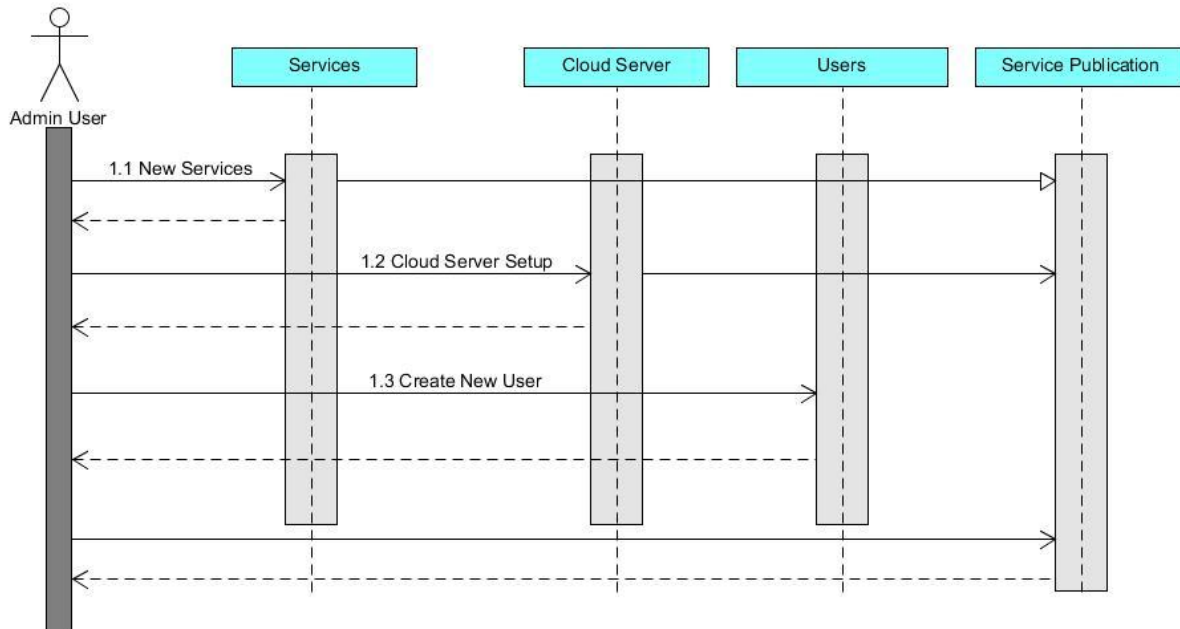 Services
Cloud Server
Users
Service Publication
Admin User
1.1 New Services
1.2 Cloud Server Setup
1.3 Create New User